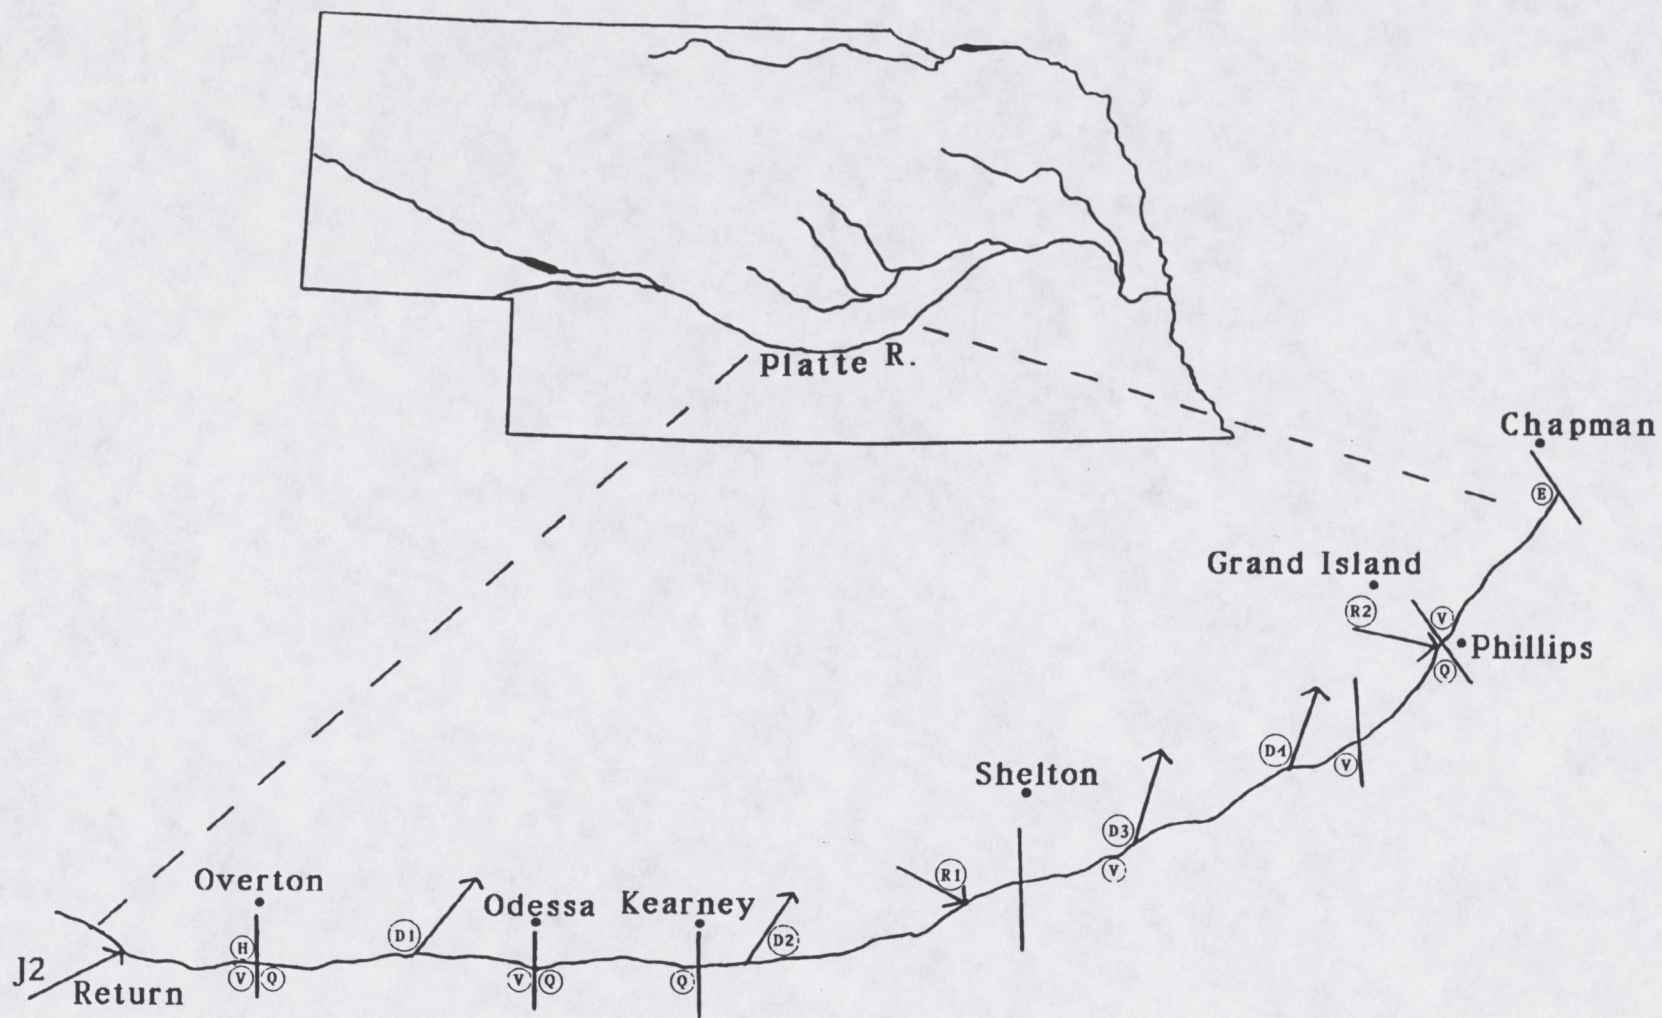 Platte R.
Chapman
E
Grand Island
R2
V
Phillips
Q
D4
V
Shelton
D3
V
R1
Overton
Odessa
Kearney
D1
D2
H
V
Q
V
Q
Q
J2
Return